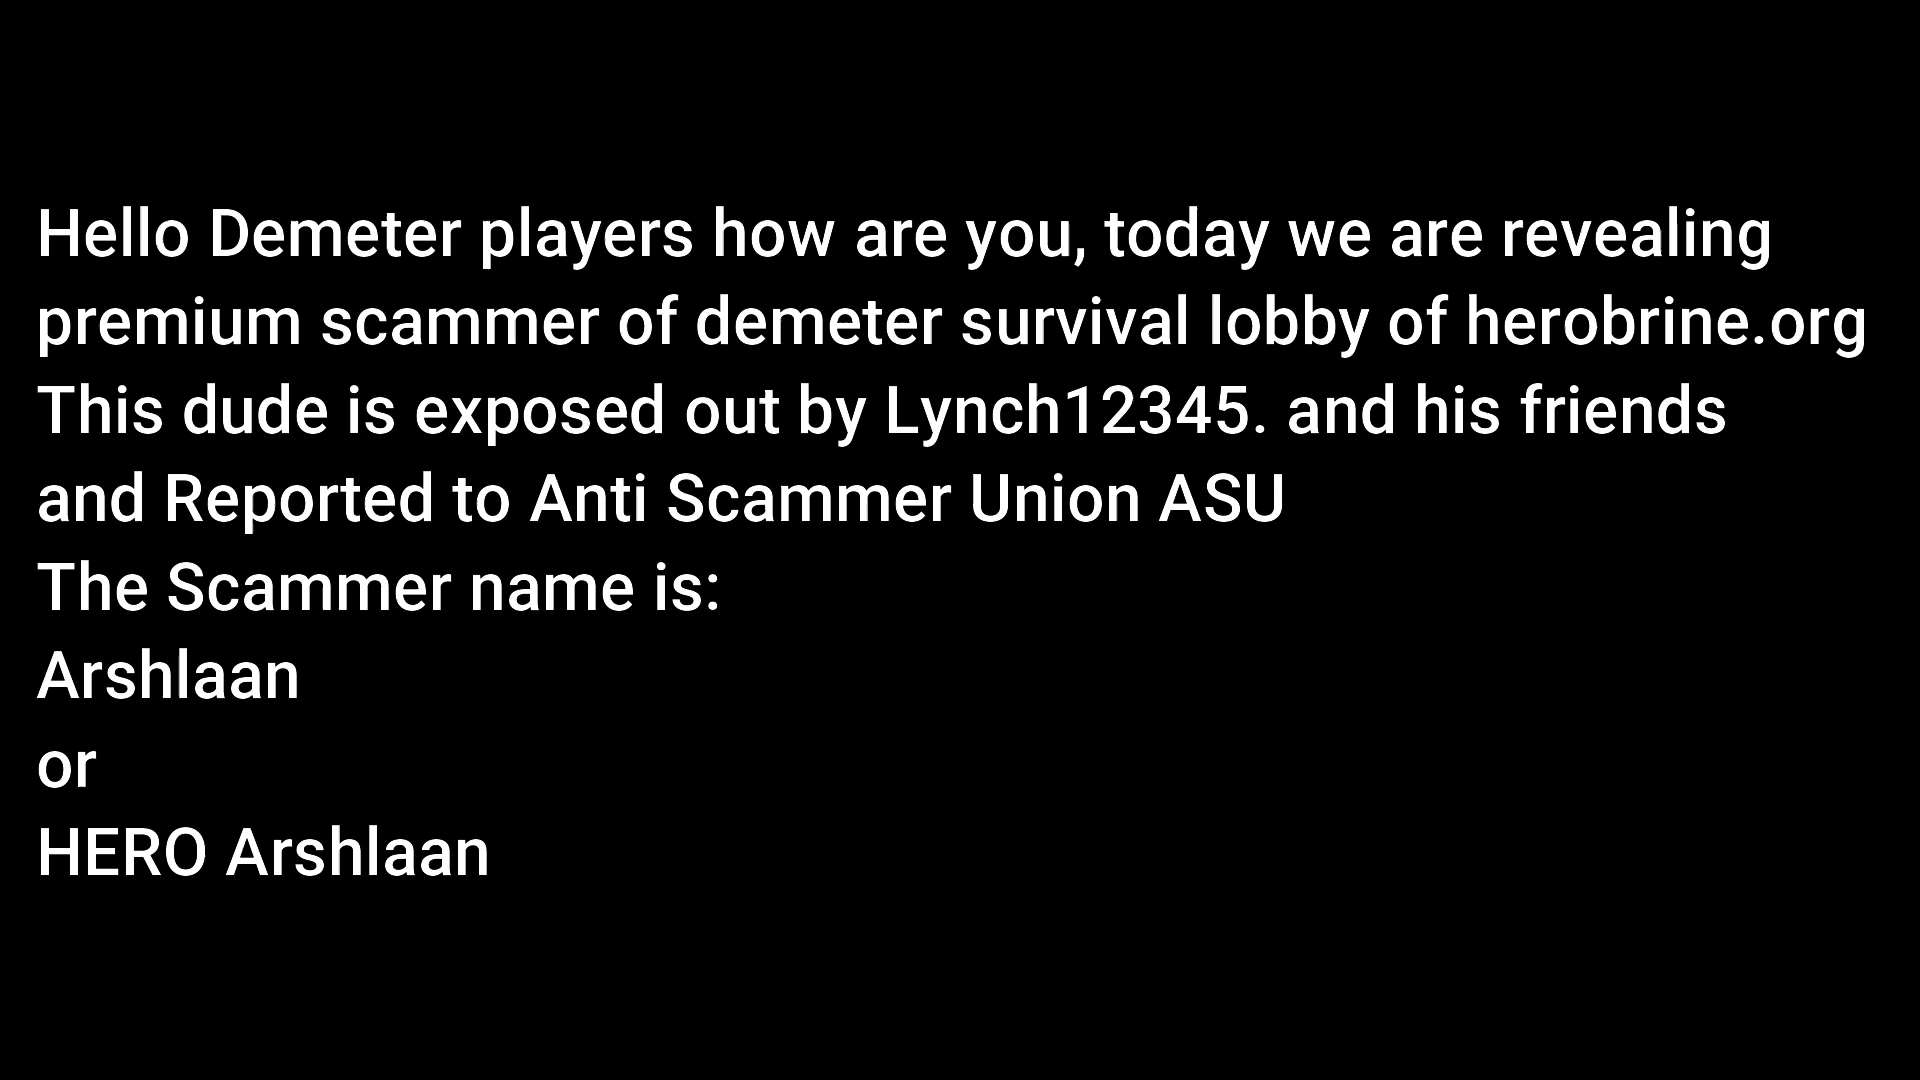 Hello Demeter players how are you, today we are revealing
premium scammer of demeter survival lobby of herobrine.org
This dude is exposed out by Lynch12345. and his friends
and Reported to Anti Scammer Union ASU
The Scammer name is:
Arshlaan
or
HERO Arshlaan